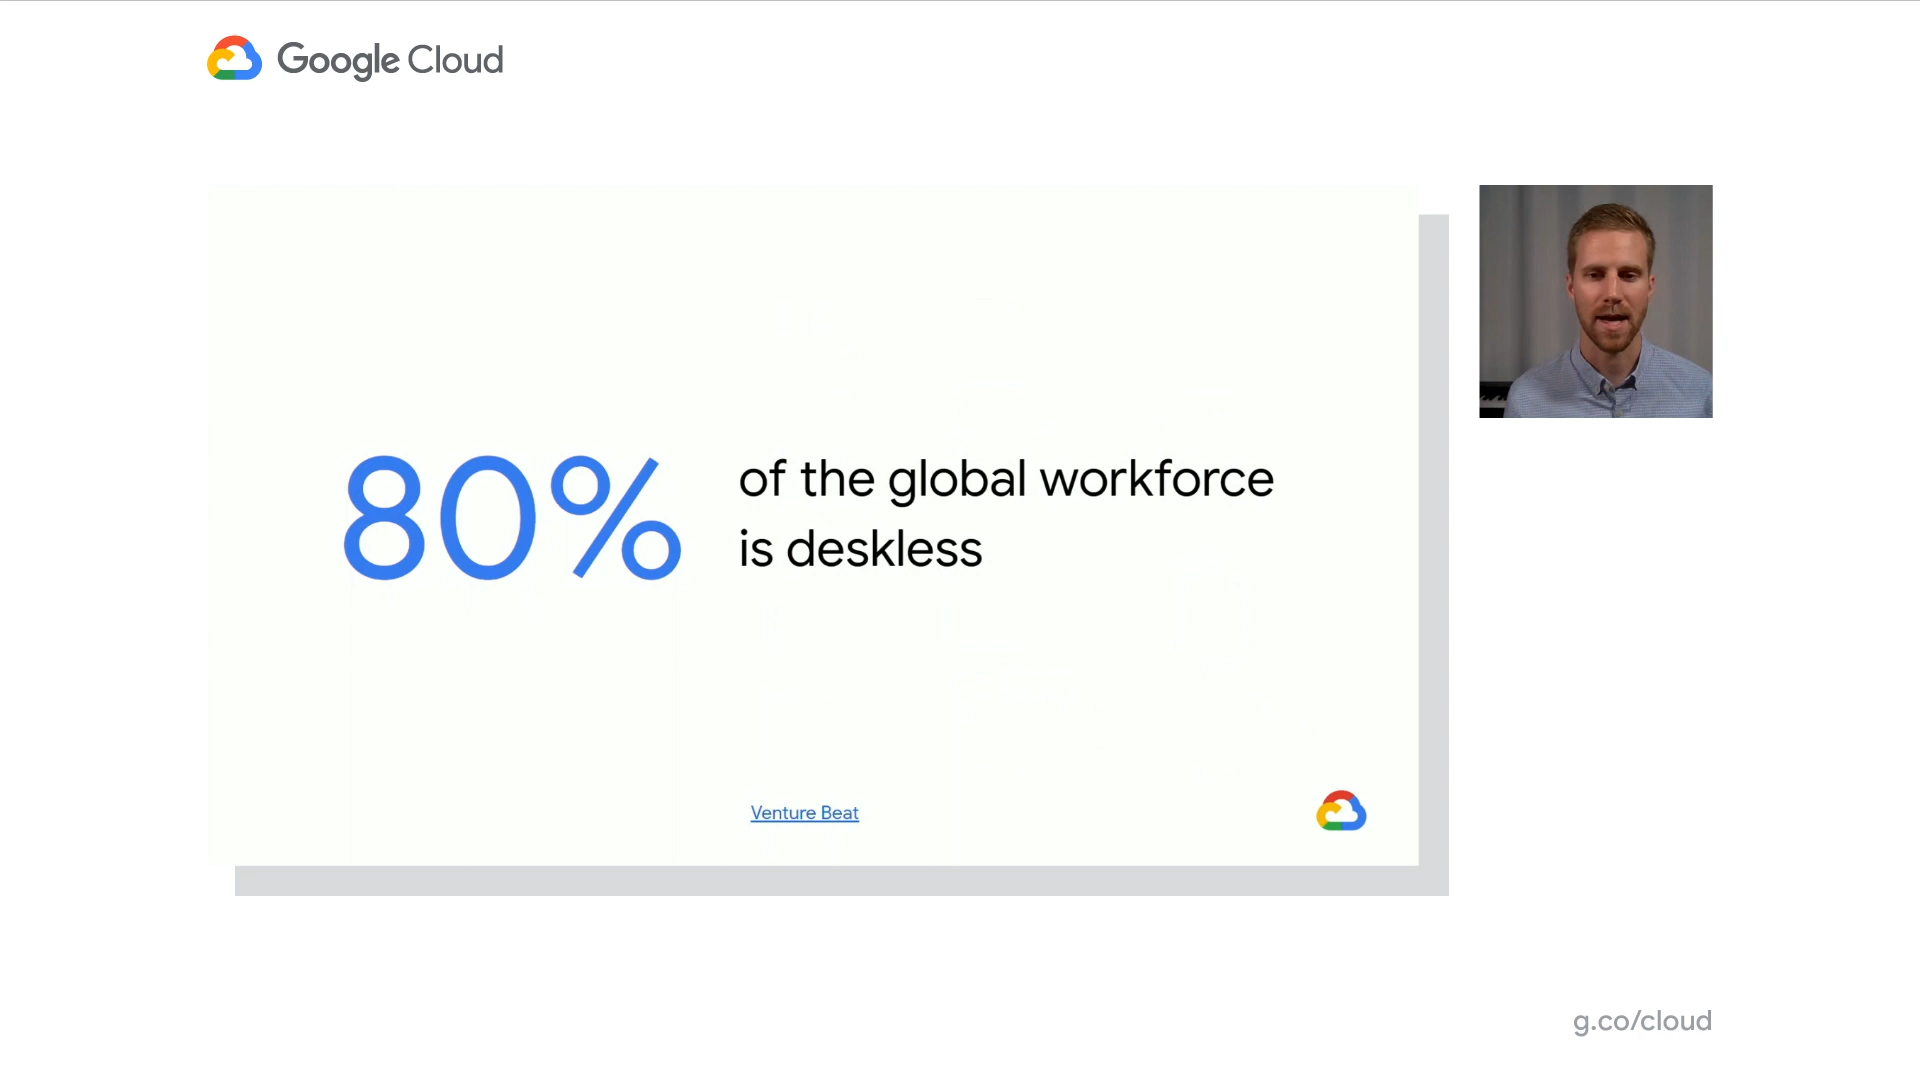 Google Cloud
80%
of the global workforce
is deskless
Venture Beat
g.co/cloud